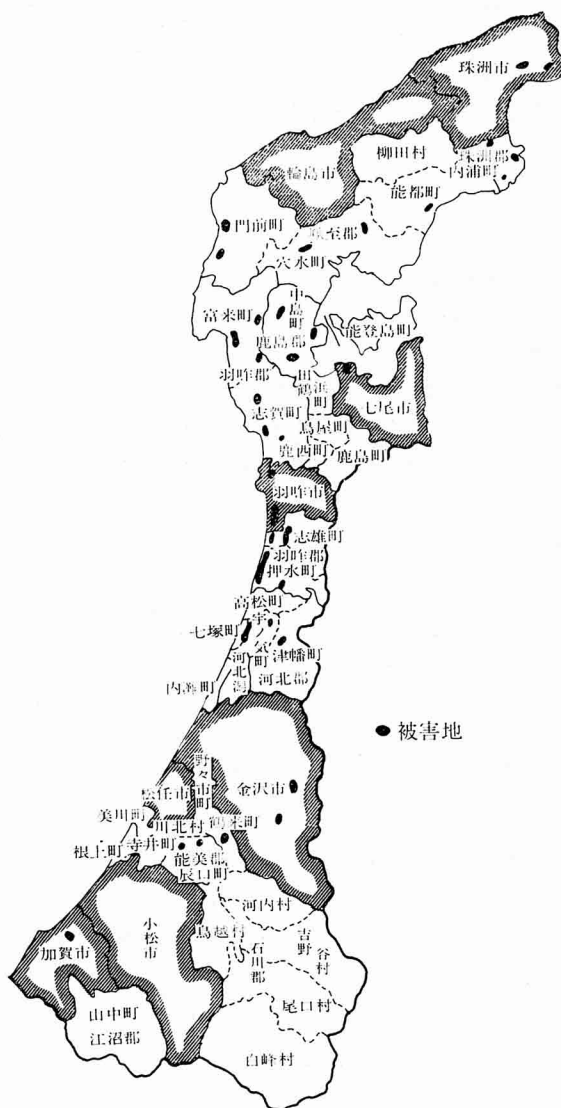 珠洲市
柳田村
珠洲郡
内浦町
輪島市
能都町
門前町
鳳至郡
穴水町
富来町
中島町
鹿島郡
能登島町
羽咋郡
田鶴浜町
七尾市
志賀町
鳥屋町
鹿西町
鹿島町
羽咋市
志雄町
羽咋郡
押水町
高松町
七塚町
宇ノ気町
津幡町
河北潟
河北郡
内灘町
被害地
野々市町
金沢市
松任市
美川町
川北村
鶴来町
根上町
寺井町
能美郡
辰口町
河内村
小松市
鳥越村
石川郡
吉野谷村
加賀市
尾口村
山中町
江沼郡
白峰村